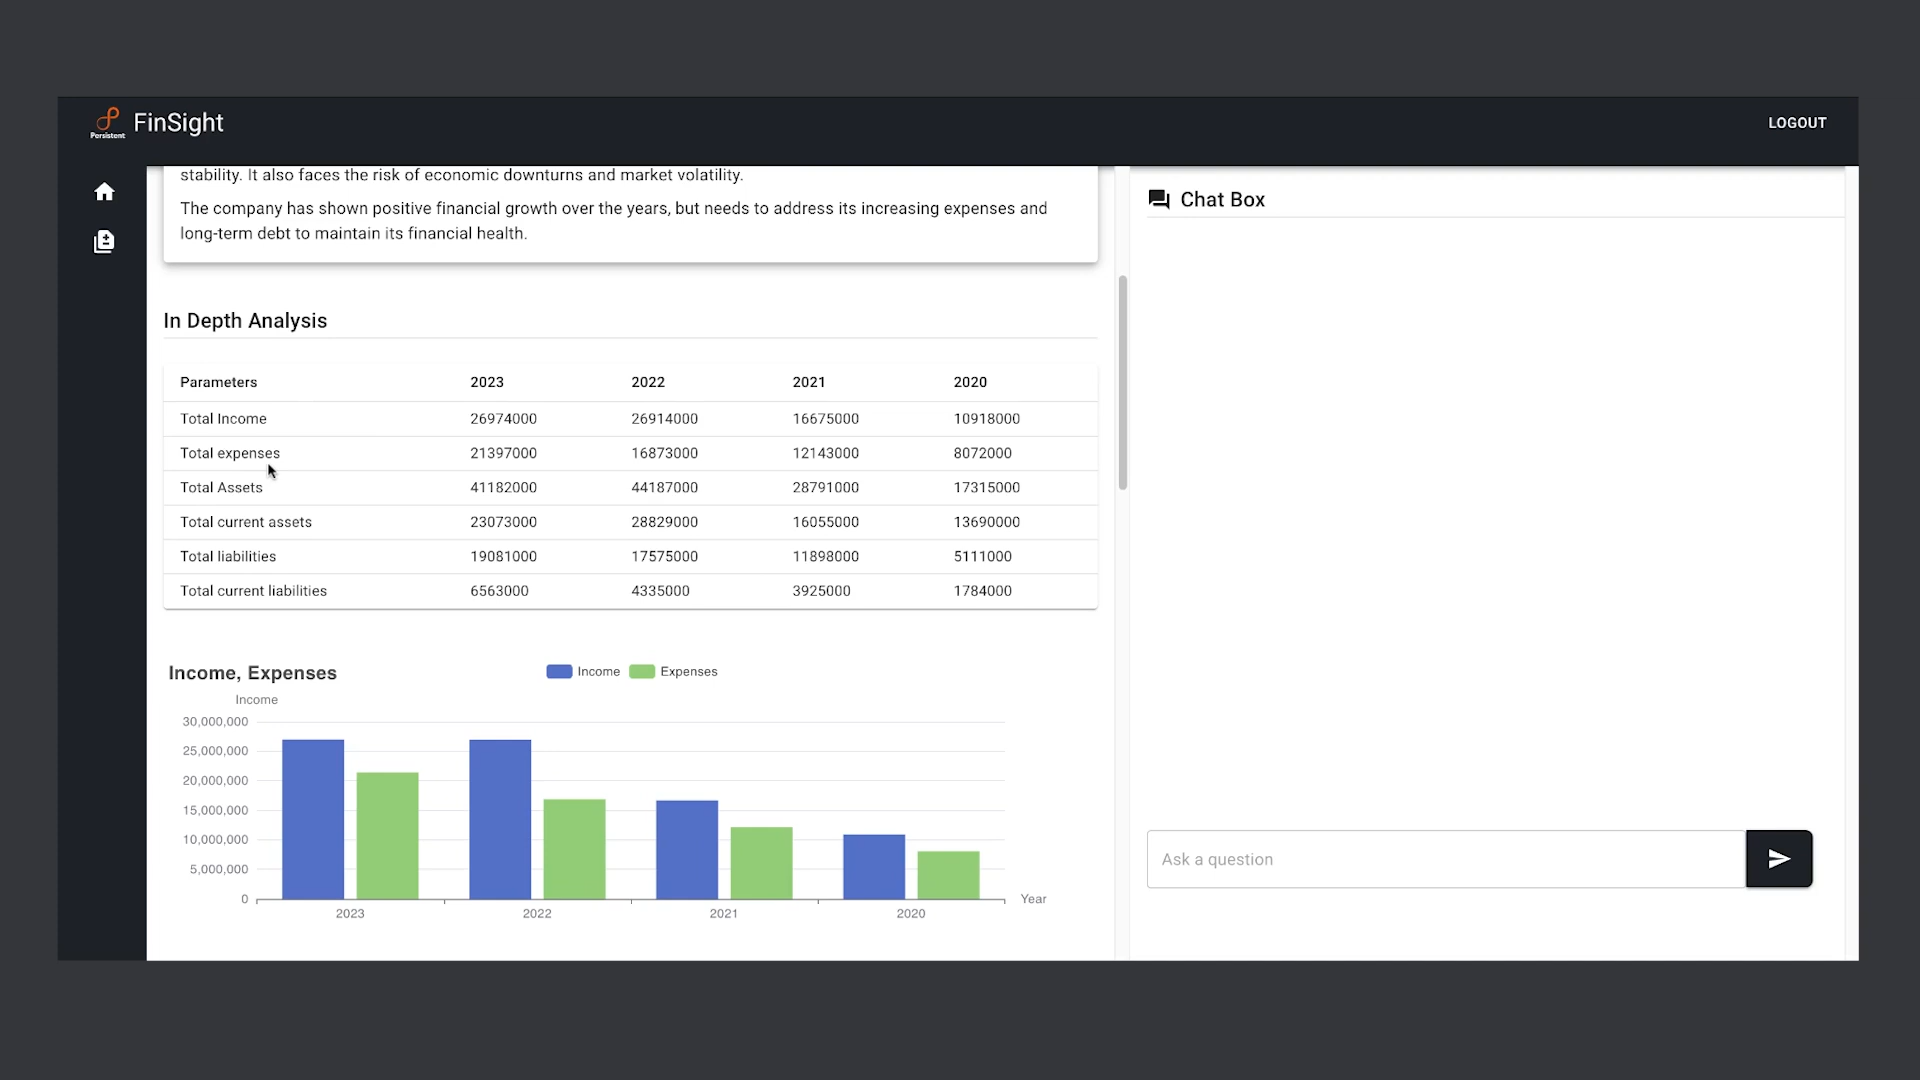 Persistent
FinSight
LOGOUT
stability. It also faces the risk of economic downturns and market volatility.
The company has shown positive financial growth over the years, but needs to address its increasing expenses and
long-term debt to maintain its financial health.
In Depth Analysis
Parameters 2023 2022 2021 2020
Total Income 26974000 26914000 16675000 10918000
Total expenses 21397000 16873000 12143000 8072000
Total Assets 41182000 44187000 28791000 17315000
Total current assets 23073000 28829000 16055000 13690000
Total liabilities 19081000 17575000 11898000 5111000
Total current liabilities 6563000 4335000 3925000 1784000
Income, Expenses
Income Expenses
Income
30,000,000
25,000,000
20,000,000
15,000,000
10,000,000
5,000,000
0
Year
2023 2022 2021 2020
Chat Box
Ask a question